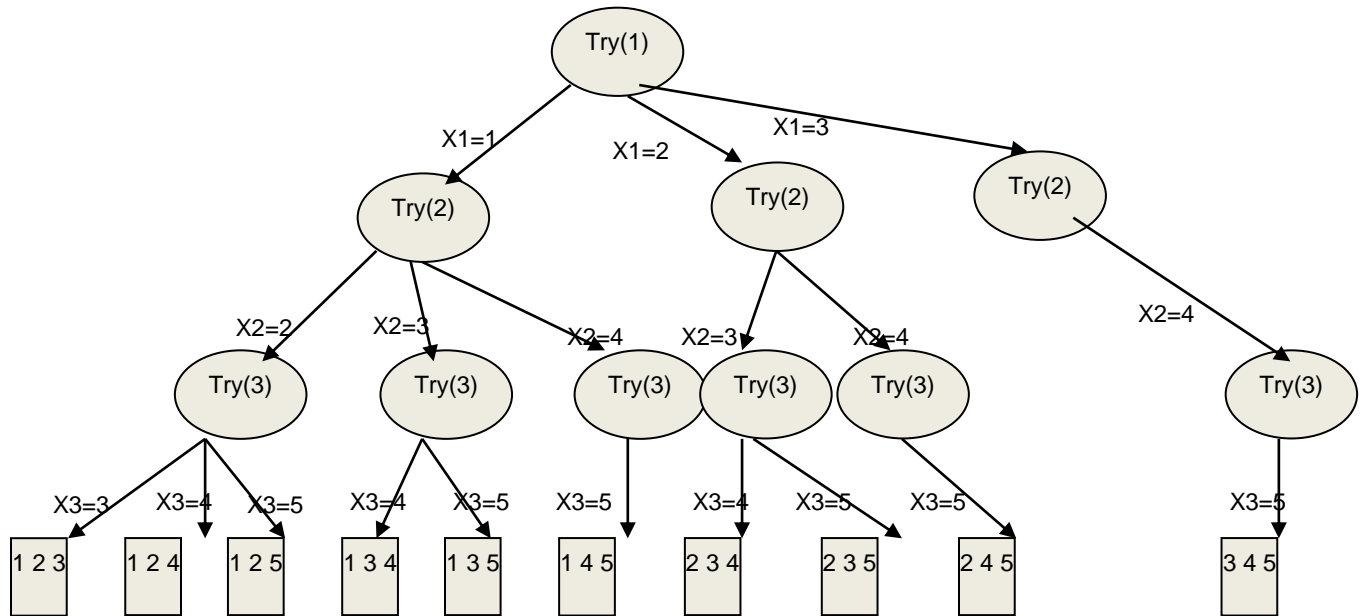 Try(1)
X1=1
X1=2
X1=3
Try(2)
Try(2)
Try(2)
X2=2
X2=3
X2=4
X2=3
X2=4
X2=4
Try(3)
Try(3)
Try(3)
Try(3)
Try(3)
Try(3)
X3=3
X3=4
X3=5
X3=4
X3=5
X3=5
X3=4
X3=5
X3=5
X3=5
1 2 3
1 2 4
1 2 5
1 3 4
1 3 5
1 4 5
2 3 4
2 3 5
2 4 5
3 4 5